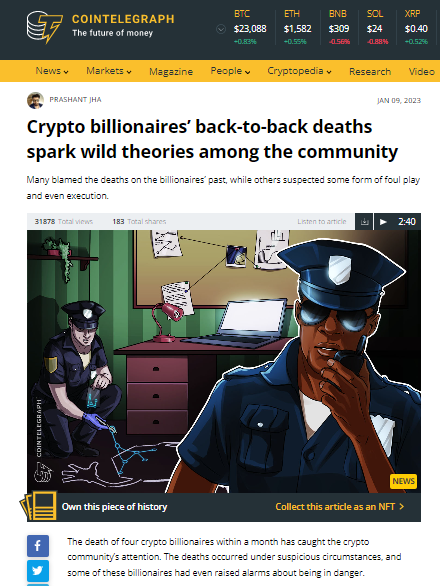 COINTELEGRAPH
The future of money
BTC ETH BNB SOL XRP
$23,088 $1,582 $309 $24 $0.40
+0.83% +0.55% -0.56% -0.88% +0.52%
News Markets Magazine People Cryptopedia Research Video
PRASHANT JHA JAN 09, 2023
Crypto billionaires’ back-to-back deaths
spark wild theories among the community
Many blamed the deaths on the billionaires’ past, while others suspected some form of foul play
and even execution.
31878 Total views 183 Total shares Listen to article 2:40
COINTELEGRAPH
NEWS
Own this piece of history Collect this article as an NFT
The death of four crypto billionaires within a month has caught the crypto
community’s attention. The deaths occurred under suspicious circumstances, and
some of these billionaires had even raised alarms about being in danger.